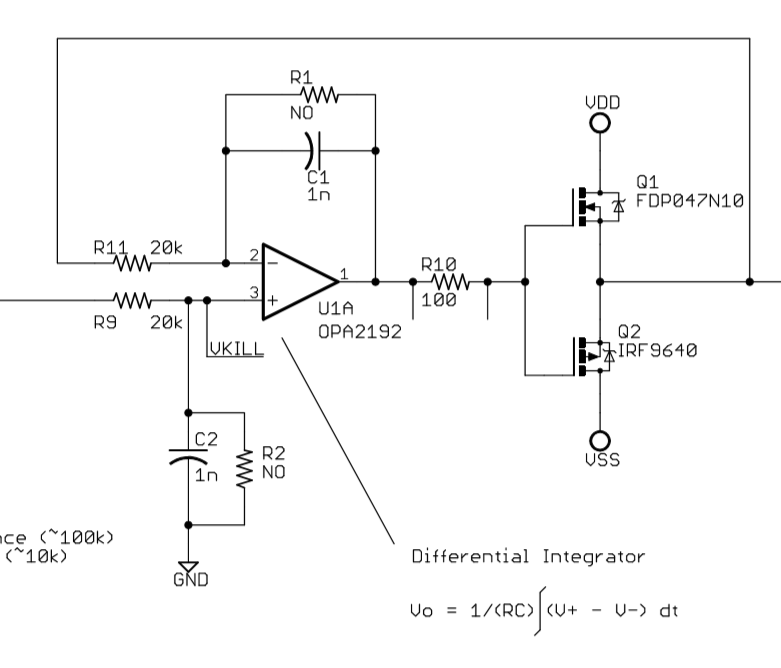 R1
NO
C1
1n
VDD
Q1
FDP047N10
R11 20k
2
1
R10
100
3
R9 20k
U1A
OPA2192
VKILL
Q2
IRF9640
VSS
C2
1n
R2
NO
nce (~100k)
(~10k)
GND
Differential Integrator
Vo = 1/(RC)∫(V+ - V-) dt